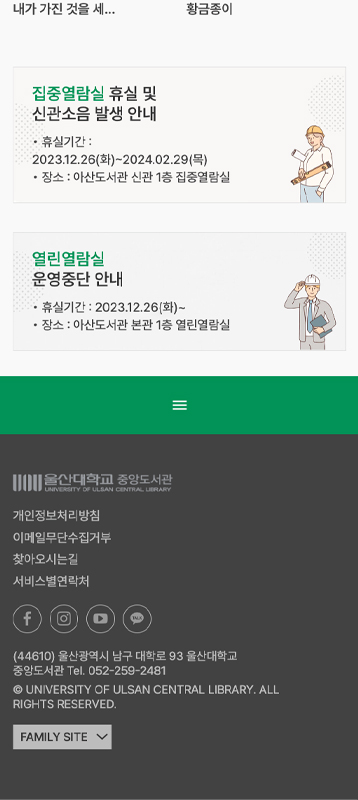 내가 가진 것을 세... 황금종이
집중열람실 휴실 및
신관소음 발생 안내
• 휴실기간 :
2023.12.26(화)~2024.02.29(목)
• 장소 : 아산도서관 신관 1층 집중열람실
열린열람실
운영중단 안내
• 휴실기간 : 2023.12.26(화)~
• 장소 : 아산도서관 본관 1층 열린열람실
울산대학교 중앙도서관
UNIVERSITY OF ULSAN CENTRAL LIBRARY
개인정보처리방침
이메일무단수집거부
찾아오시는길
서비스별연락처
(44610) 울산광역시 남구 대학로 93 울산대학교
중앙도서관 Tel. 052-259-2481
© UNIVERSITY OF ULSAN CENTRAL LIBRARY. ALL
RIGHTS RESERVED.
FAMILY SITE